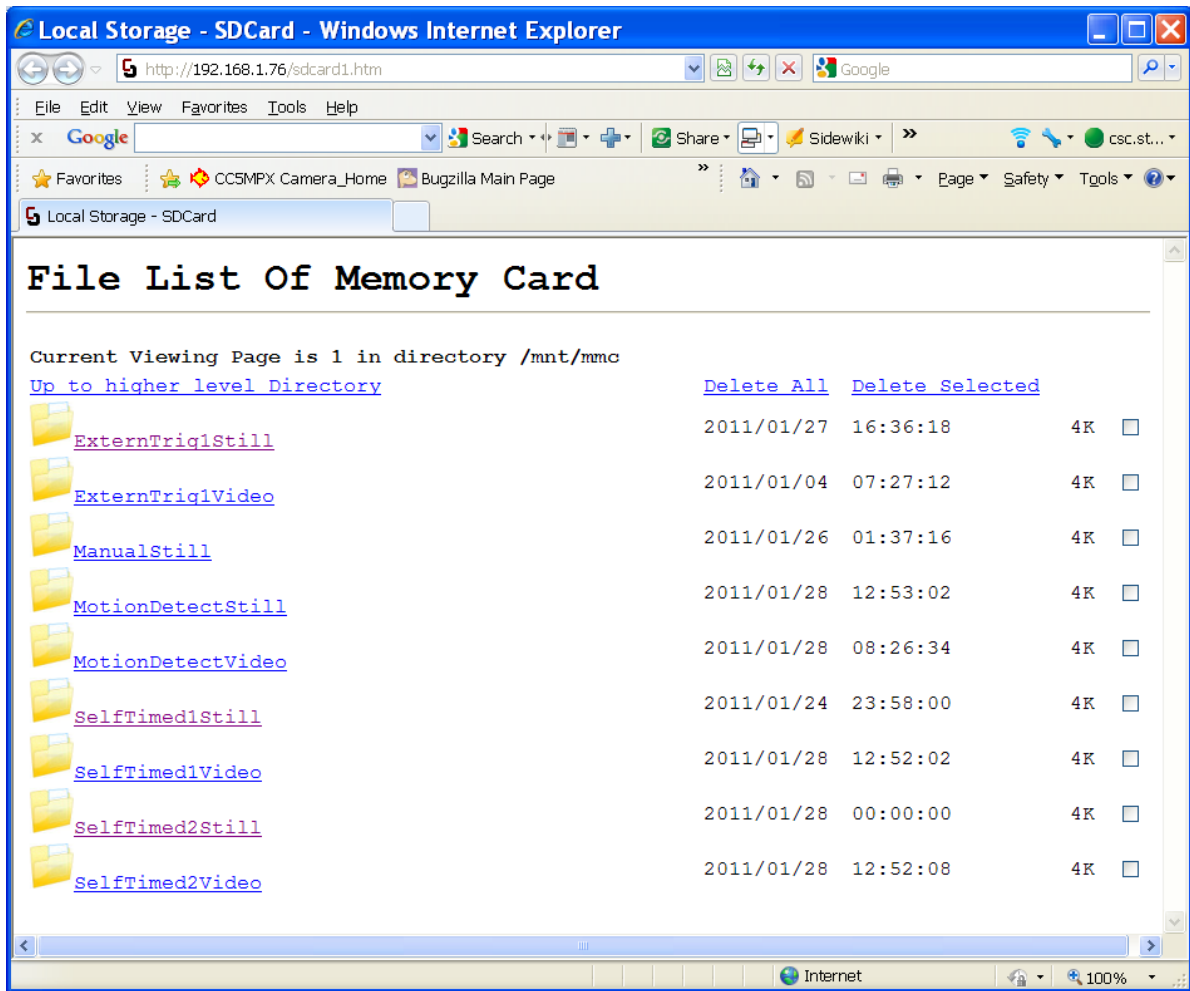 Local Storage - SDCard - Windows Internet Explorer
http://192.168.1.76/sdcard1.htm Google
File Edit View Favorites Tools Help
x Google Search Share Sidewiki » csc.st...
Favorites CC5MPX Camera_Home Bugzilla Main Page » Page Safety Tools
Local Storage - SDCard
File List Of Memory Card
Current Viewing Page is 1 in directory /mnt/mmc
Up to higher level Directory Delete All Delete Selected
ExternTrig1Still 2011/01/27 16:36:18 4K
ExternTrig1Video 2011/01/04 07:27:12 4K
ManualStill 2011/01/26 01:37:16 4K
MotionDetectStill 2011/01/28 12:53:02 4K
MotionDetectVideo 2011/01/28 08:26:34 4K
SelfTimed1Still 2011/01/24 23:58:00 4K
SelfTimed1Video 2011/01/28 12:52:02 4K
SelfTimed2Still 2011/01/28 00:00:00 4K
SelfTimed2Video 2011/01/28 12:52:08 4K
Internet 100%